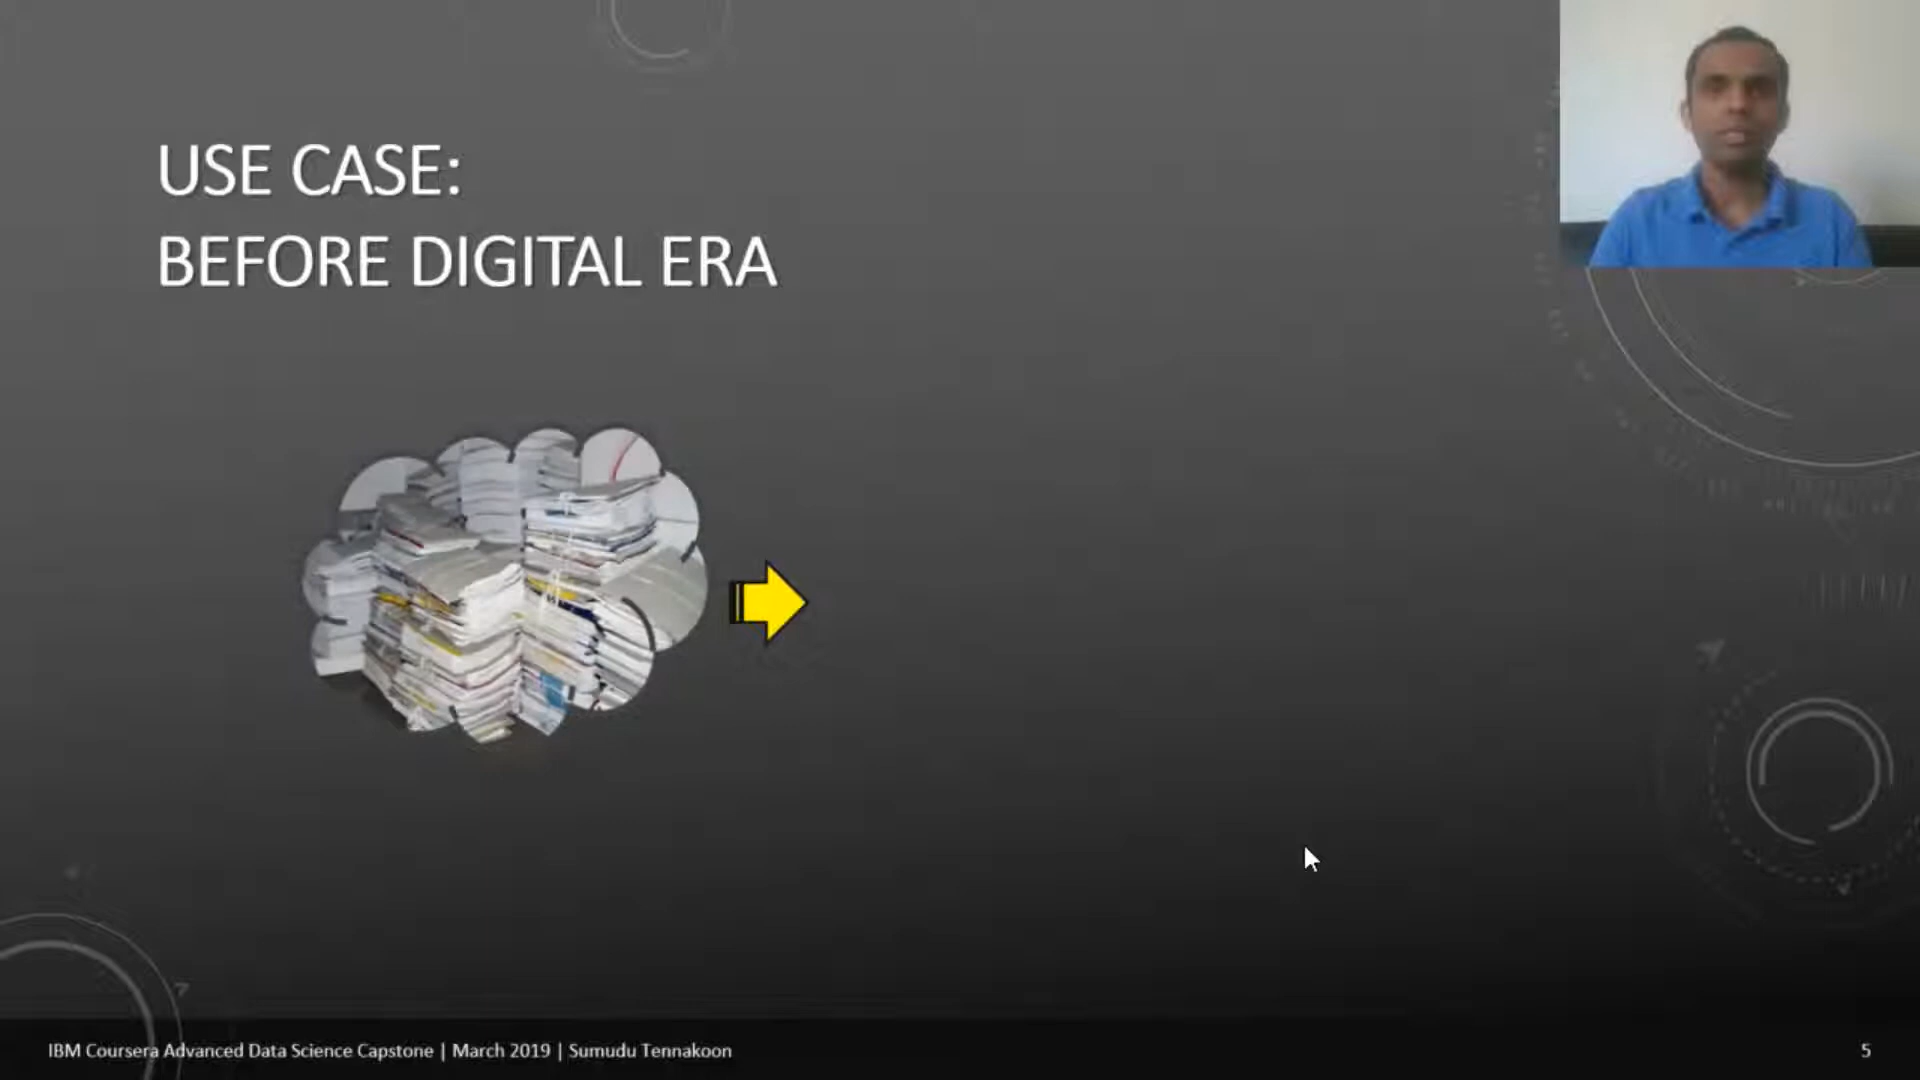 USE CASE:
BEFORE DIGITAL ERA
IBM Coursera Advanced Data Science Capstone | March 2019 | Sumudu Tennakoon
5